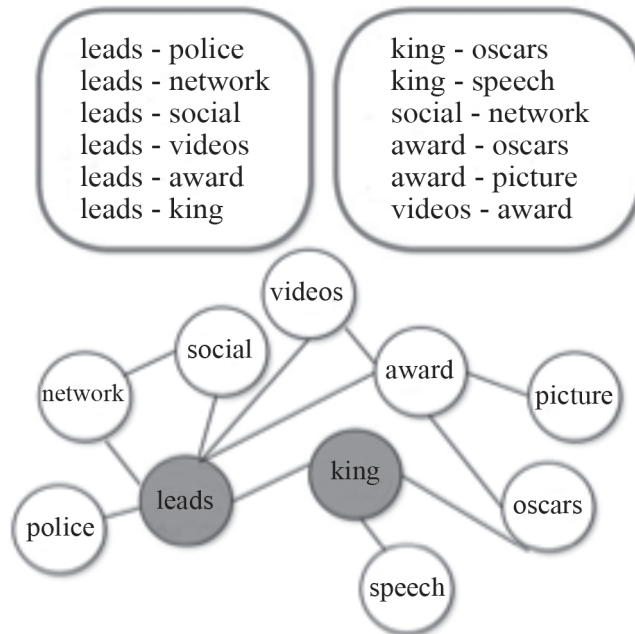 leads - police
leads - network
leads - social
leads - videos
leads - award
leads - king
king - oscars
king - speech
social - network
award - oscars
award - picture
videos - award
videos
social
award
network
picture
king
leads
oscars
police
speech